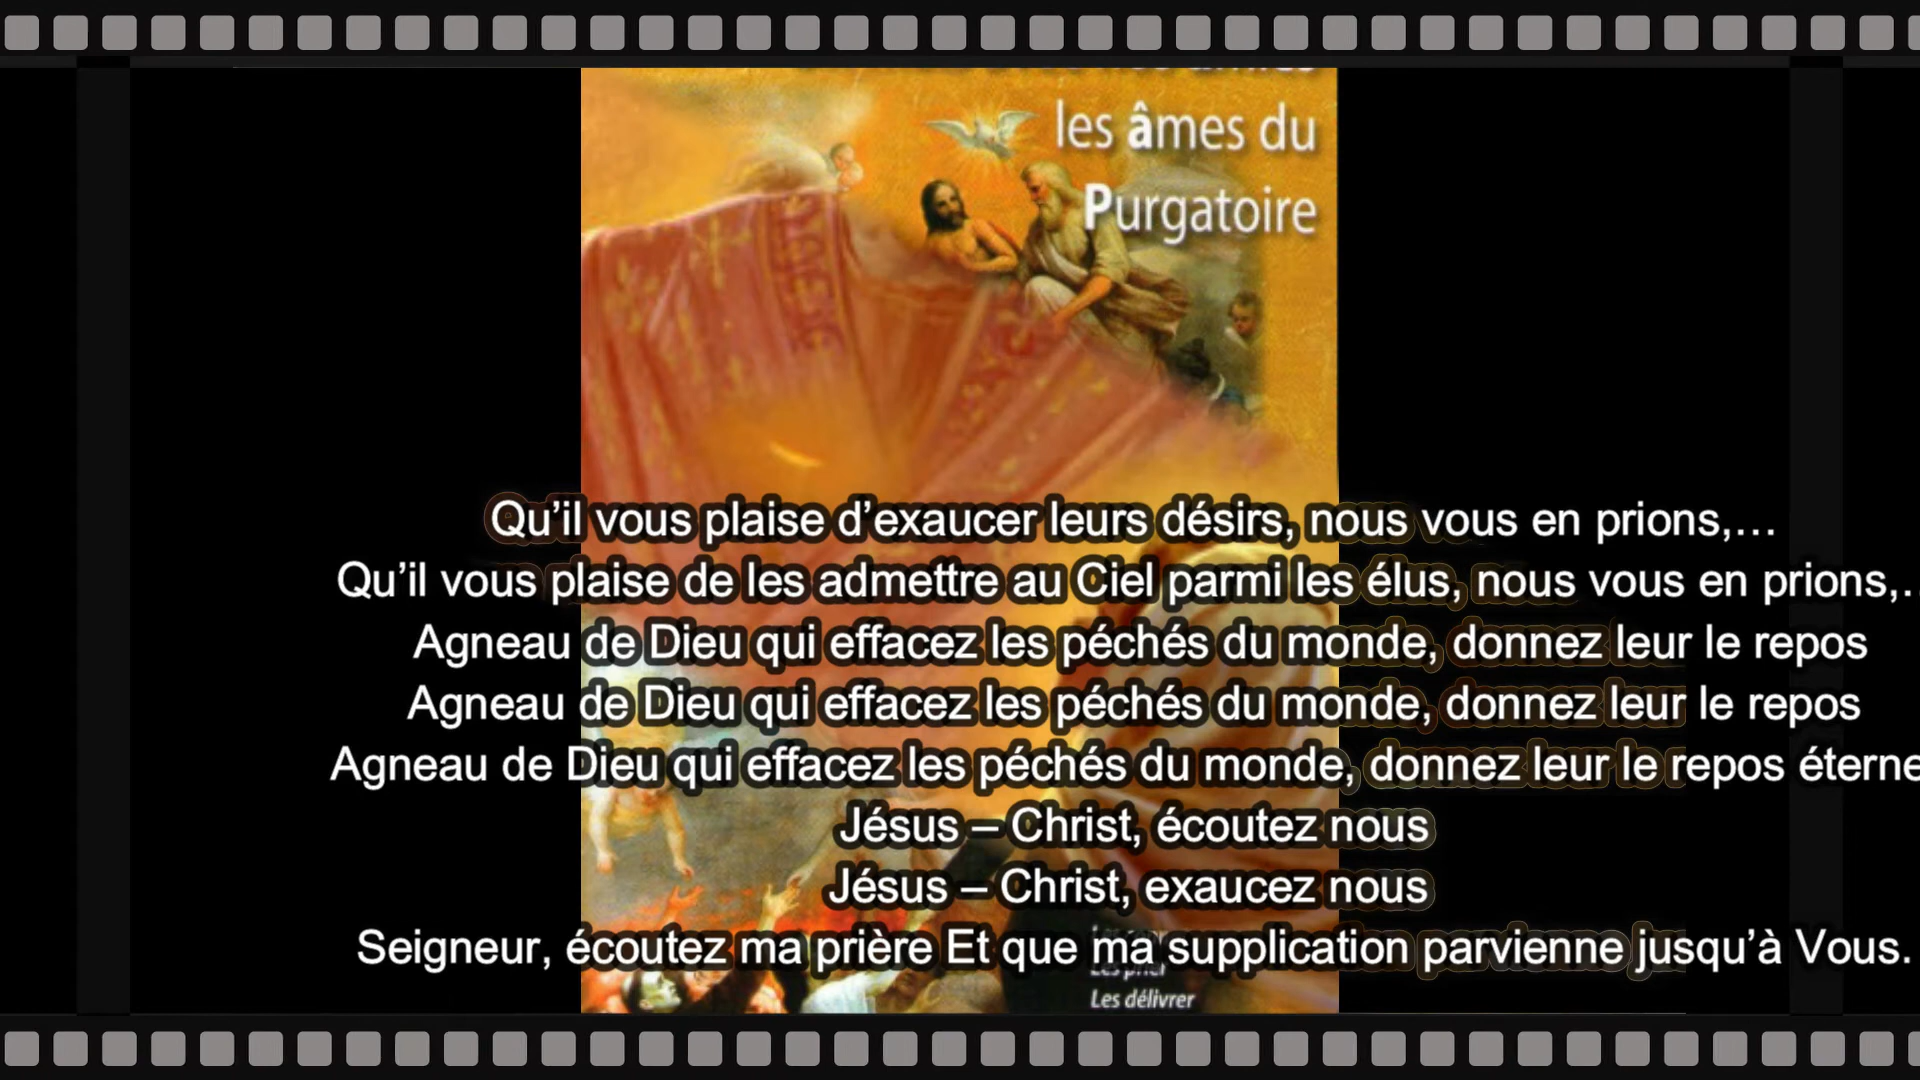 les âmes du
Purgatoire
Qu’il vous plaise d’exaucer leurs désirs, nous vous en prions,…
Qu’il vous plaise de les admettre au Ciel parmi les élus, nous vous en prions,.
Agneau de Dieu qui effacez les péchés du monde, donnez leur le repos
Agneau de Dieu qui effacez les péchés du monde, donnez leur le repos
Agneau de Dieu qui effacez les péchés du monde, donnez leur le repos éterne
Jésus – Christ, écoutez nous
Jésus – Christ, exaucez nous
Seigneur, écoutez ma prière Et que ma supplication parvienne jusqu’à Vous.
Les prier
Les délivrer